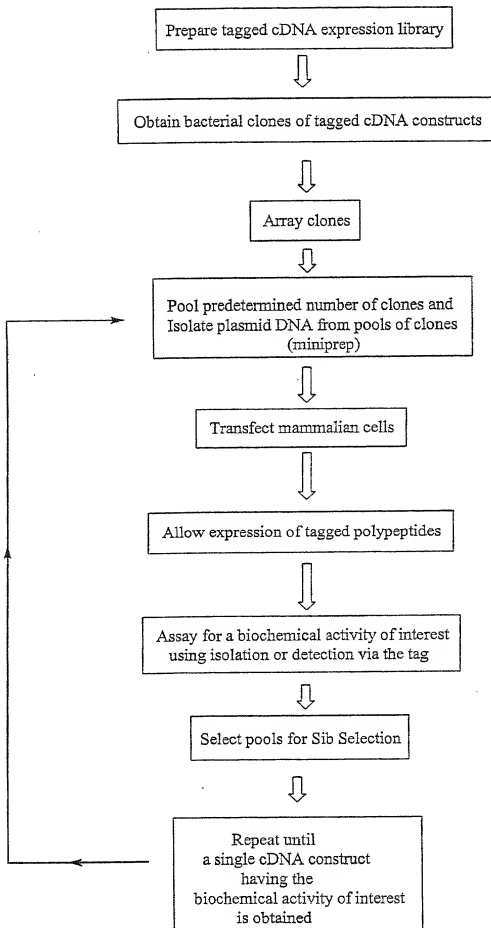 Prepare tagged cDNA expression library
Obtain bacterial clones of tagged cDNA constructs
Array clones
Pool predetermined number of clones and
Isolate plasmid DNA from pools of clones
(miniprep)
Transfect mammalian cells
Allow expression of tagged polypeptides
Assay for a biochemical activity of interest
using isolation or detection via the tag
Select pools for Sib Selection
Repeat until
a single cDNA construct
having the
biochemical activity of interest
is obtained